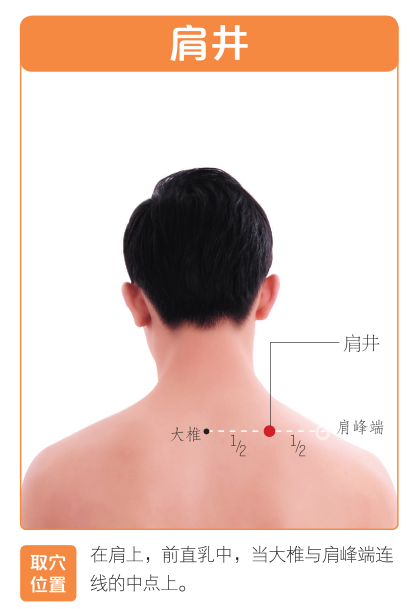 肩井
肩井
大椎
肩峰端
1/2
1/2
取穴
位置
在肩上，前直乳中，当大椎与肩峰端连
线的中点上。